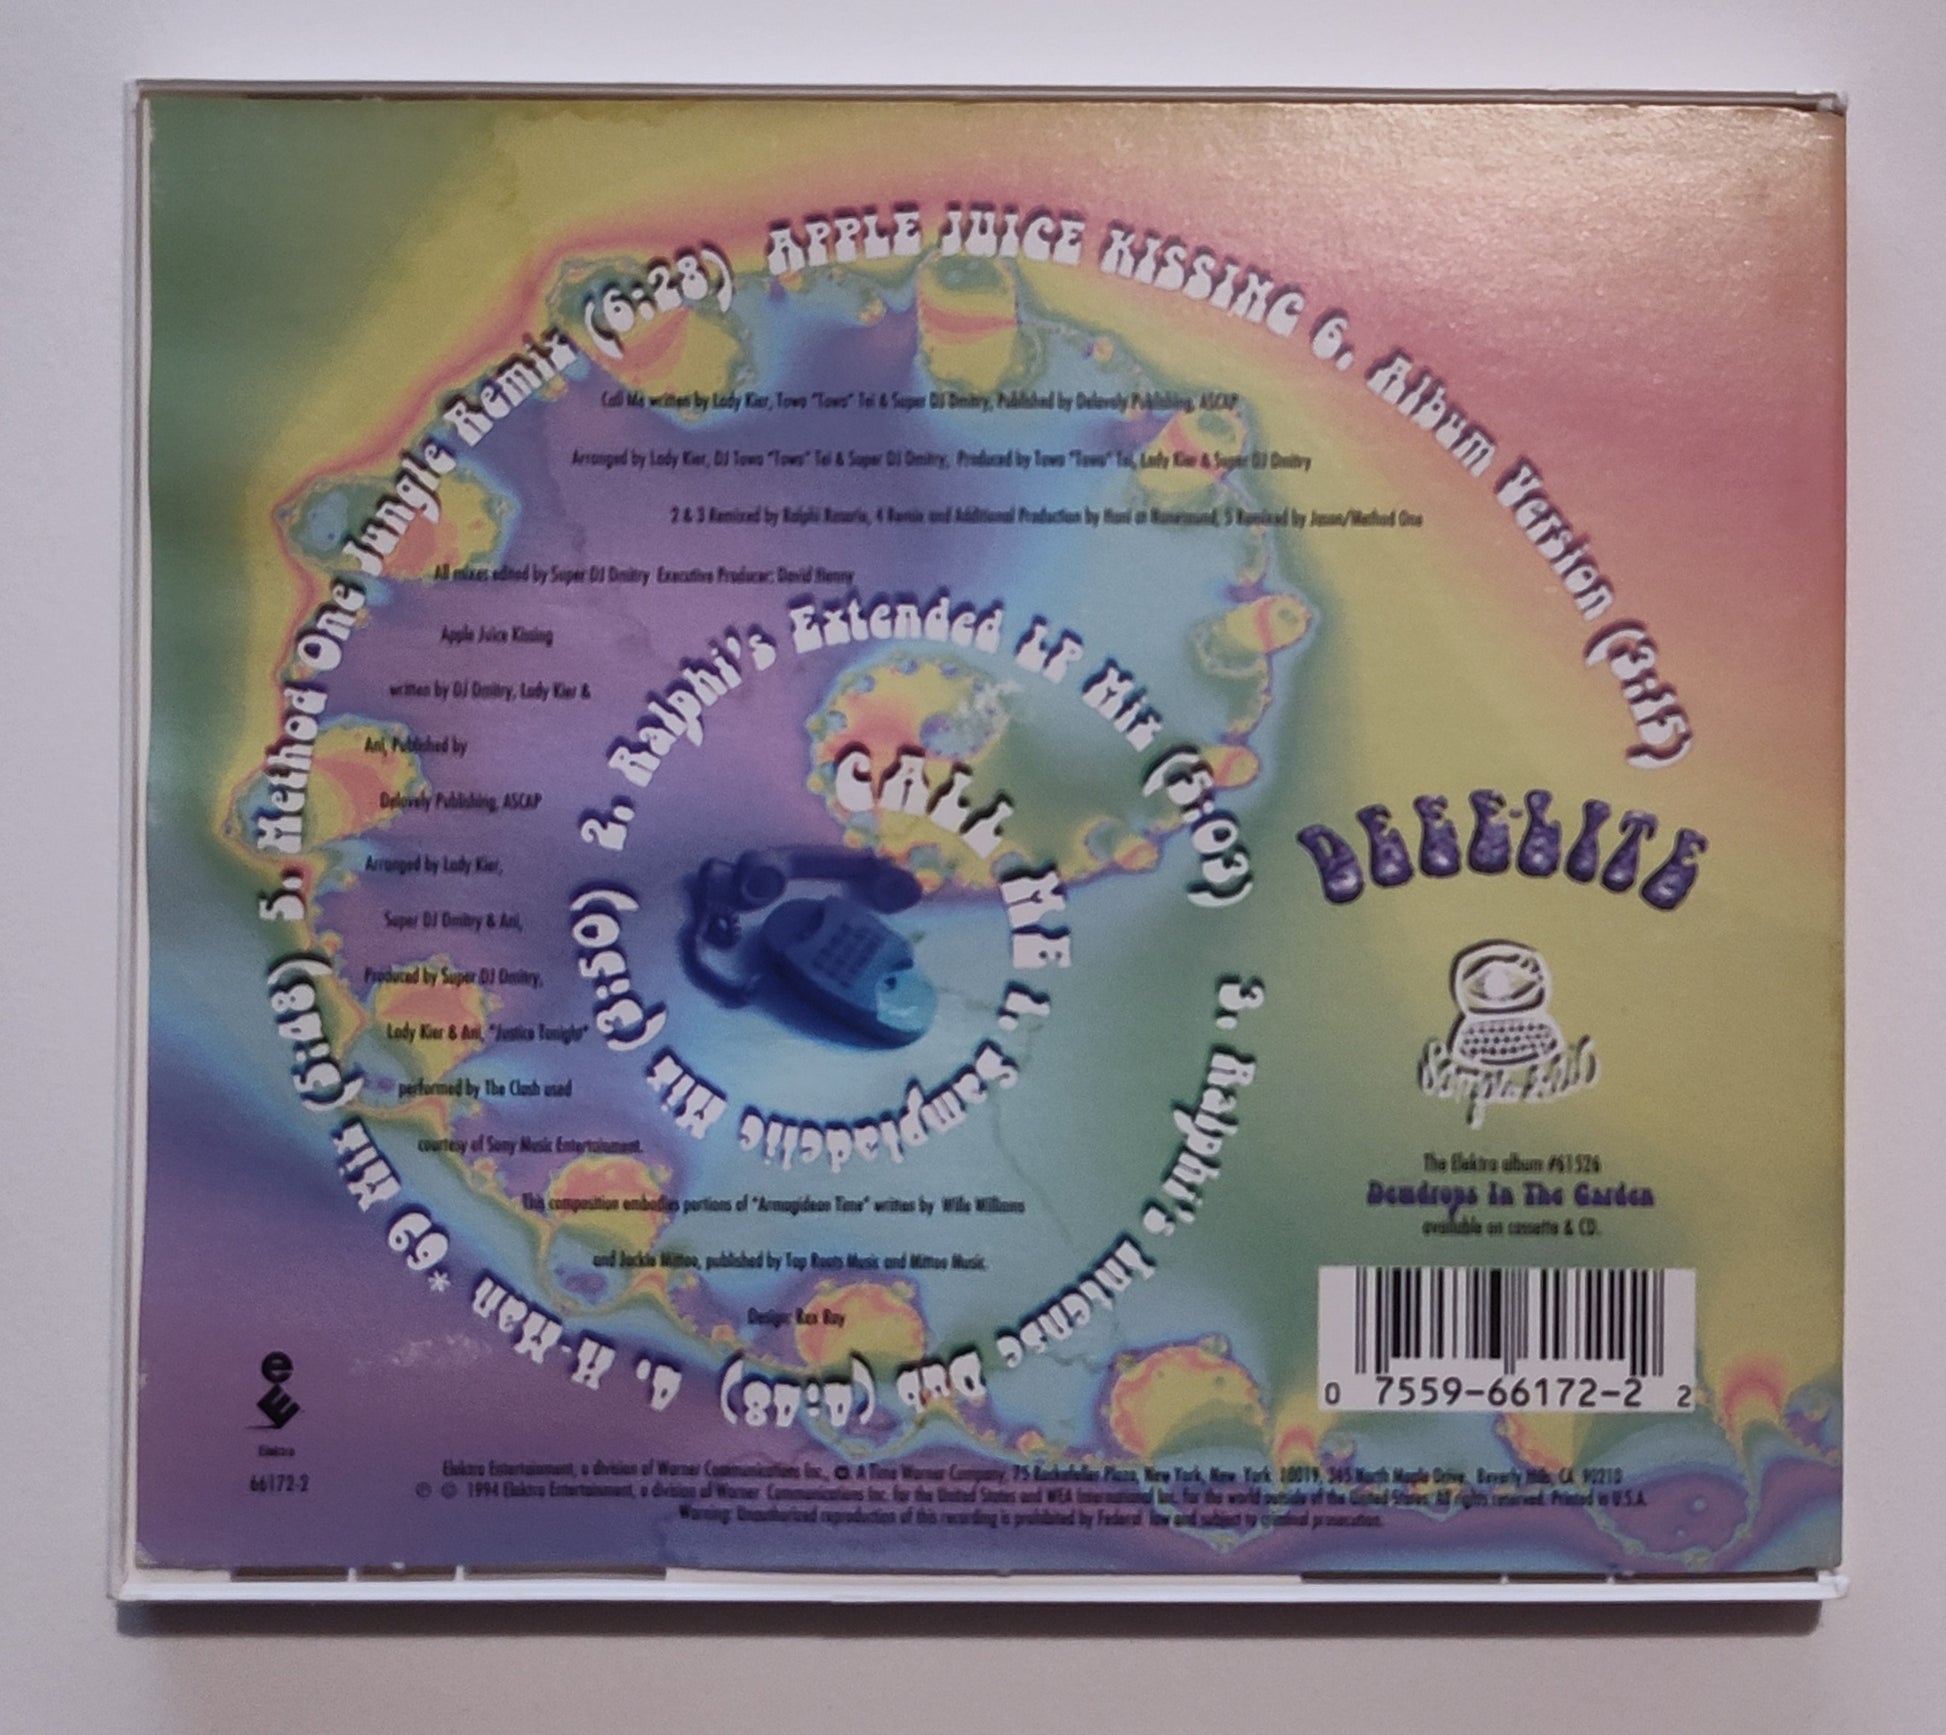 CALL ME 1. Sampladelic Mix (3:50) 2. Ralphi's Extended LP Mix (5:03) 3. Ralphi's Intense Dub (4:48) 4. H-Man *69 Mix (5:48) 5. Method One Jungle Remix (6:28) APPLE JUICE KISSING 6. Album Version (3:15)
Call Me written by Lady Kier, Towa "Towa" Tei & Super DJ Dmitry, Published by Delovely Publishing, ASCAP
Arranged by Lady Kier, DJ Towa "Towa" Tei & Super DJ Dmitry, Produced by Towa "Towa" Tei, Lady Kier & Super DJ Dmitry
2 & 3 Remixed by Ralphi Rosario, 4 Remix and Additional Production by Hani at 5 Remixed by Jason/Method One
All mixes edited by Super DJ Dmitry Executive Producer: David
Apple Juice Kissing
written by DJ Dmitry, Lady Kier &
Ani, Published by
Delovely Publishing, ASCAP
Arranged by Lady Kier,
Super DJ Dmitry & Ani,
Produced by Super DJ Dmitry,
Lady Kier & Ani, "Justice Tonight"
performed by The Clash used
courtesy of Sony Music Entertainment.
This composition embodies portions of "Armagidean Time" written by Willie Williams
and Jackie Mittoo, published by Top Roots Music and Mittoo Music.
Design: Rex Ray
DEEE-LITE
Sampladelic
The Elektra album #61526
Dewdrops In The Garden
available on cassette & CD.
0 7559-66172-2 2
Elektra
66172-2
Elektra Entertainment, a division of Warner Communications Inc., A Time Warner Company, 75 Rockefeller Plaza, New York, New York 10019, 345 North Maple Drive, Beverly Hills, CA 90210
℗ © 1994 Elektra Entertainment, a division of Warner Communications Inc. for the United States and WEA International Inc. for the world outside of the United States. All rights reserved. Printed in U.S.A.
Warning: Unauthorized reproduction of this recording is prohibited by Federal law and subject to criminal prosecution.